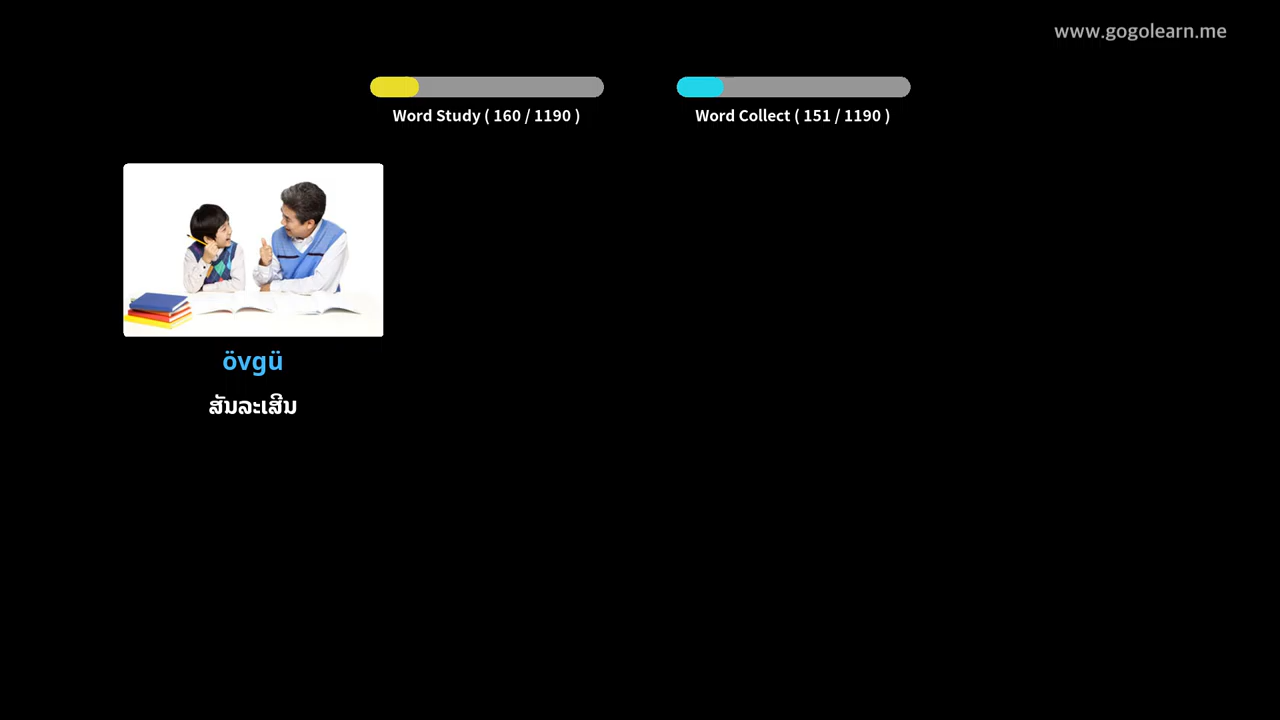 www.gogolearn.me
Word Study ( 160 / 1190 )
Word Collect ( 151 / 1190 )
övgü
ສັນລະເສີນ